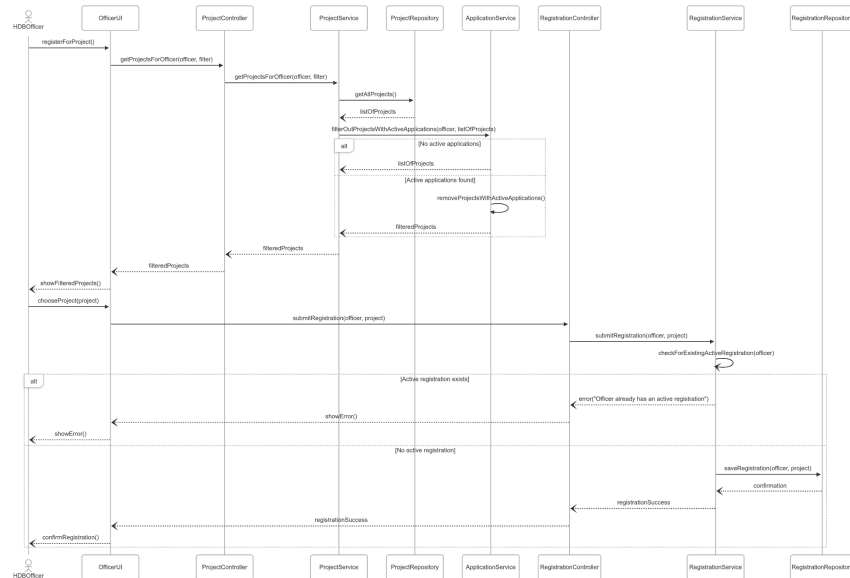 HDBOfficer
OfficerUI
ProjectController
ProjectService
ProjectRepository
ApplicationService
RegistrationController
RegistrationService
RegistrationRepositor
registerForProject()
getProjectsForOfficer(officer, filter)
getProjectsForOfficer(officer, filter)
getAllProjects()
listOfProjects
filterOutProjectsWithActiveApplications(officer, listOfProjects)
alt
[No active applications]
listOfProjects
[Active applications found]
removeProjectsWithActiveApplications()
filteredProjects
filteredProjects
filteredProjects
showFilteredProjects()
chooseProject(project)
submitRegistration(officer, project)
submitRegistration(officer, project)
checkForExistingActiveRegistration(officer)
alt
[Active registration exists]
error("Officer already has an active registration")
showError()
showError()
[No active registration]
saveRegistration(officer, project)
confirmation
registrationSuccess
registrationSuccess
confirmRegistration()
HDBOfficer
OfficerUI
ProjectController
ProjectService
ProjectRepository
ApplicationService
RegistrationController
RegistrationService
RegistrationRepositor